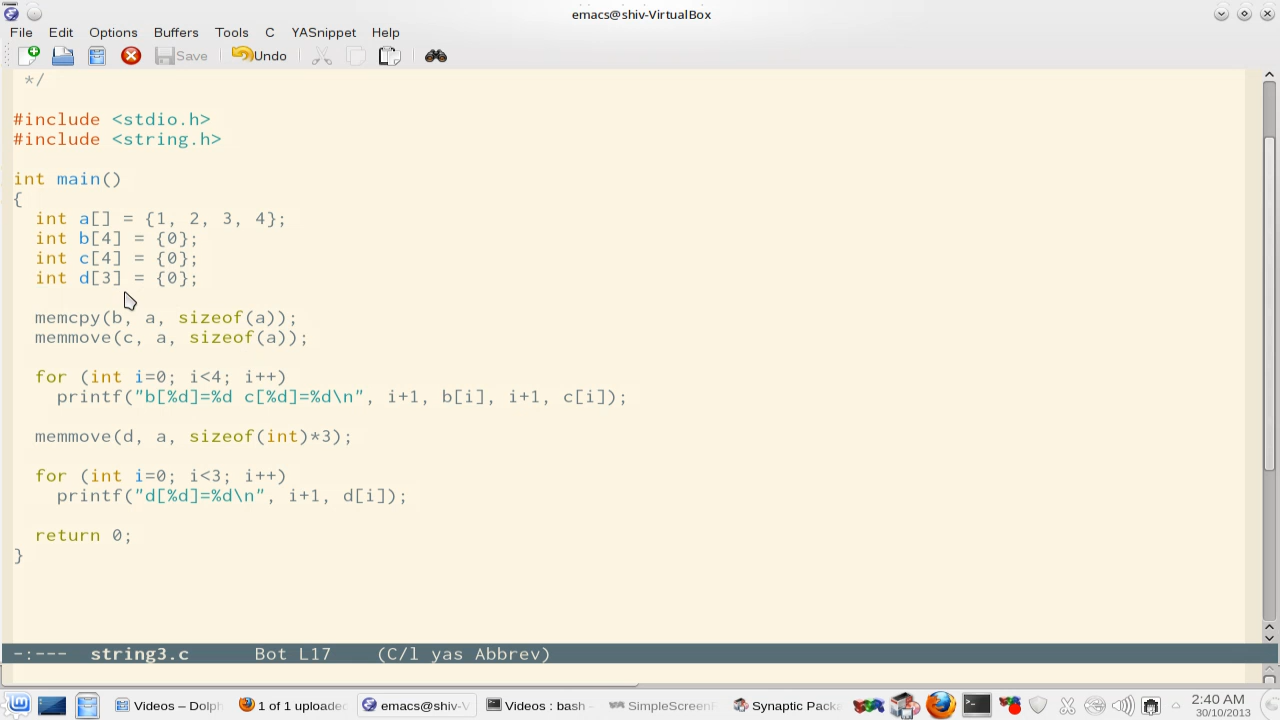 emacs@shiv-VirtualBox
File Edit Options Buffers Tools C YASnippet Help
Save Undo
*/
#include <stdio.h>
#include <string.h>
int main()
{
int a[] = {1, 2, 3, 4};
int b[4] = {0};
int c[4] = {0};
int d[3] = {0};
memcpy(b, a, sizeof(a));
memmove(c, a, sizeof(a));
for (int i=0; i<4; i++)
printf("b[%d]=%d c[%d]=%d\n", i+1, b[i], i+1, c[i]);
memmove(d, a, sizeof(int)*3);
for (int i=0; i<3; i++)
printf("d[%d]=%d\n", i+1, d[i]);
return 0;
}
-:--- string3.c Bot L17 (C/l yas Abbrev)
Videos – Dolph 1 of 1 uploade emacs@shiv-V Videos : bash SimpleScreenR Synaptic Pack 2:40 AM
30/10/2013